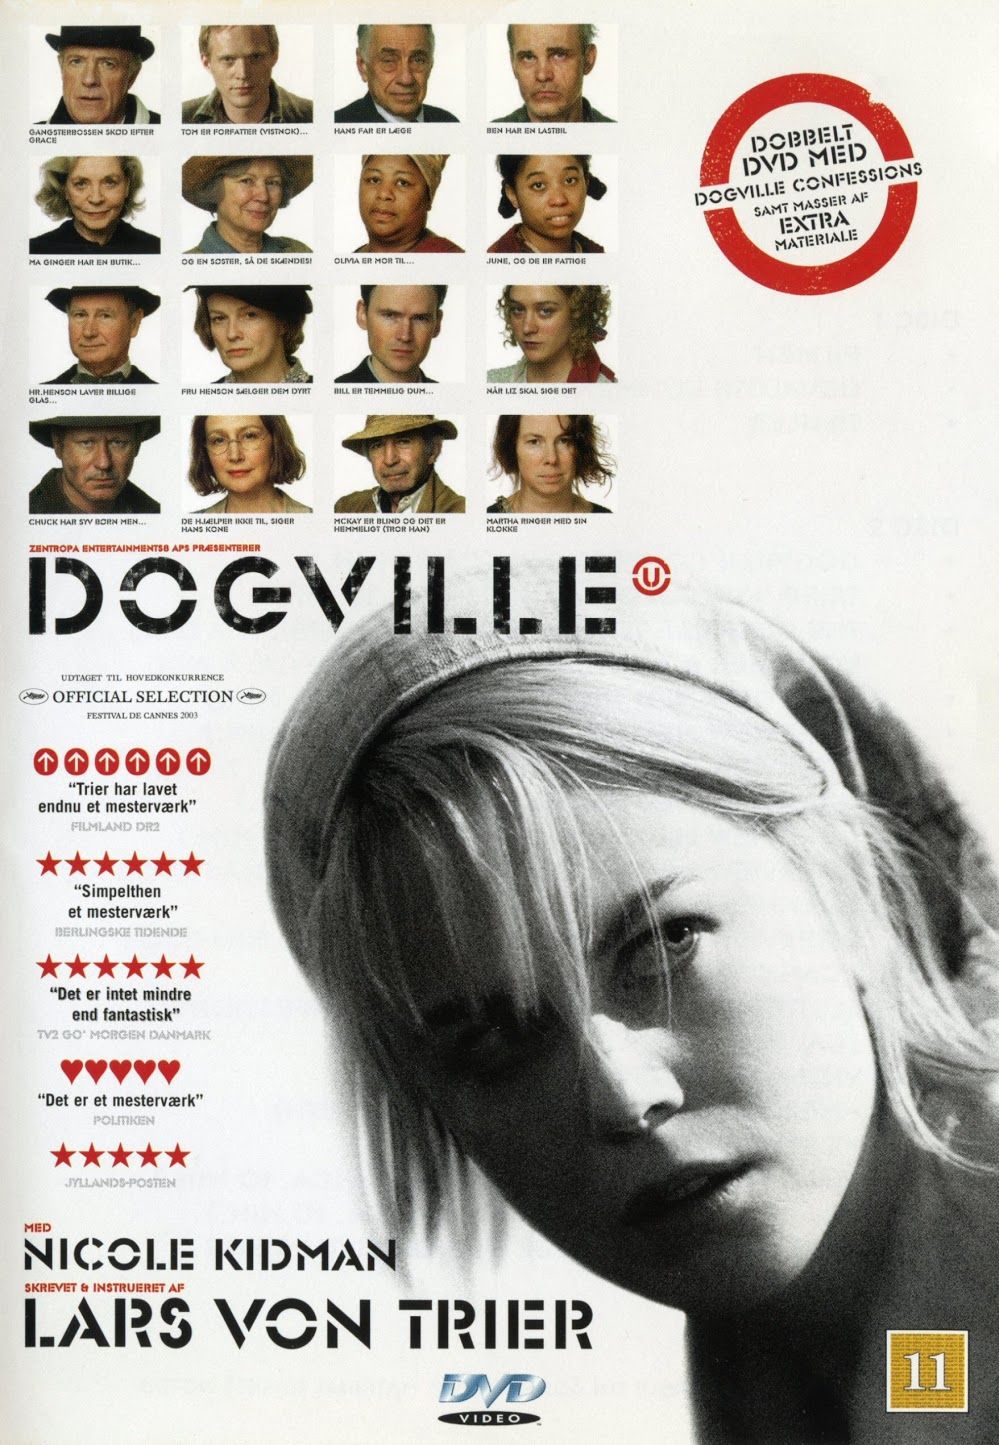 GANGSTERBOSSEN SKØD EFTER
GRACE
TOM ER FORFATTER (VISTNOK)...
HANS FAR ER LÆGE
BEN HAR EN LASTBIL
DOBBELT
DVD MED
DOGVILLE CONFESSIONS
SAMT MASSER AF
EXTRA
MATERIALE
MA GINGER HAR EN BUTIK...
OG EN SØSTER, SÅ DE SKÆNDES!
OLIVIA ER MOR TIL...
JUNE, OG DE ER FATTIGE
HR.HENSON LAVER BILLIGE
GLAS...
FRU HENSON SÆLGER DEM DYRT
BILL ER TEMMELIG DUM...
NÅR LIZ SKAL SIGE DET
CHUCK HAR SYV BØRN MEN...
DE HJÆLPER IKKE TIL, SIGER
HANS KONE
MCKAY ER BLIND OG DET ER
HEMMELIGT (TROR HAN)
MARTHA RINGER MED SIN
KLOKKE
ZENTROPA ENTERTAINMENTS8 APS PRÆSENTERER
DOGVILLE
U
UDTAGET TIL HOVEDKONKURRENCE
OFFICIAL SELECTION
FESTIVAL DE CANNES 2003
"Trier har lavet
endnu et mesterværk"
FILMLAND DR2
"Simpelthen
et mesterværk"
BERLINGSKE TIDENDE
"Det er intet mindre
end fantastisk"
TV2 GO' MORGEN DANMARK
"Det er et mesterværk"
POLITIKEN
JYLLANDS-POSTEN
MED
NICOLE KIDMAN
SKREVET & INSTRUERET AF
LARS VON TRIER
DVD
VIDEO
11